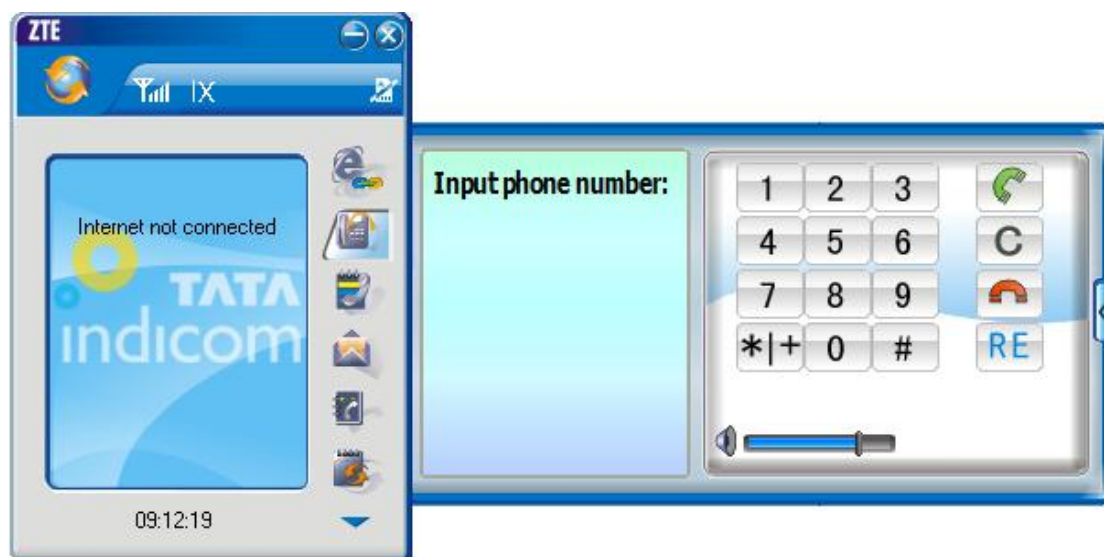 ZTE
IX
Internet not connected
TATA
indicom
09:12:19
Input phone number:
1 2 3
4 5 6 C
7 8 9
*|+ 0 # RE